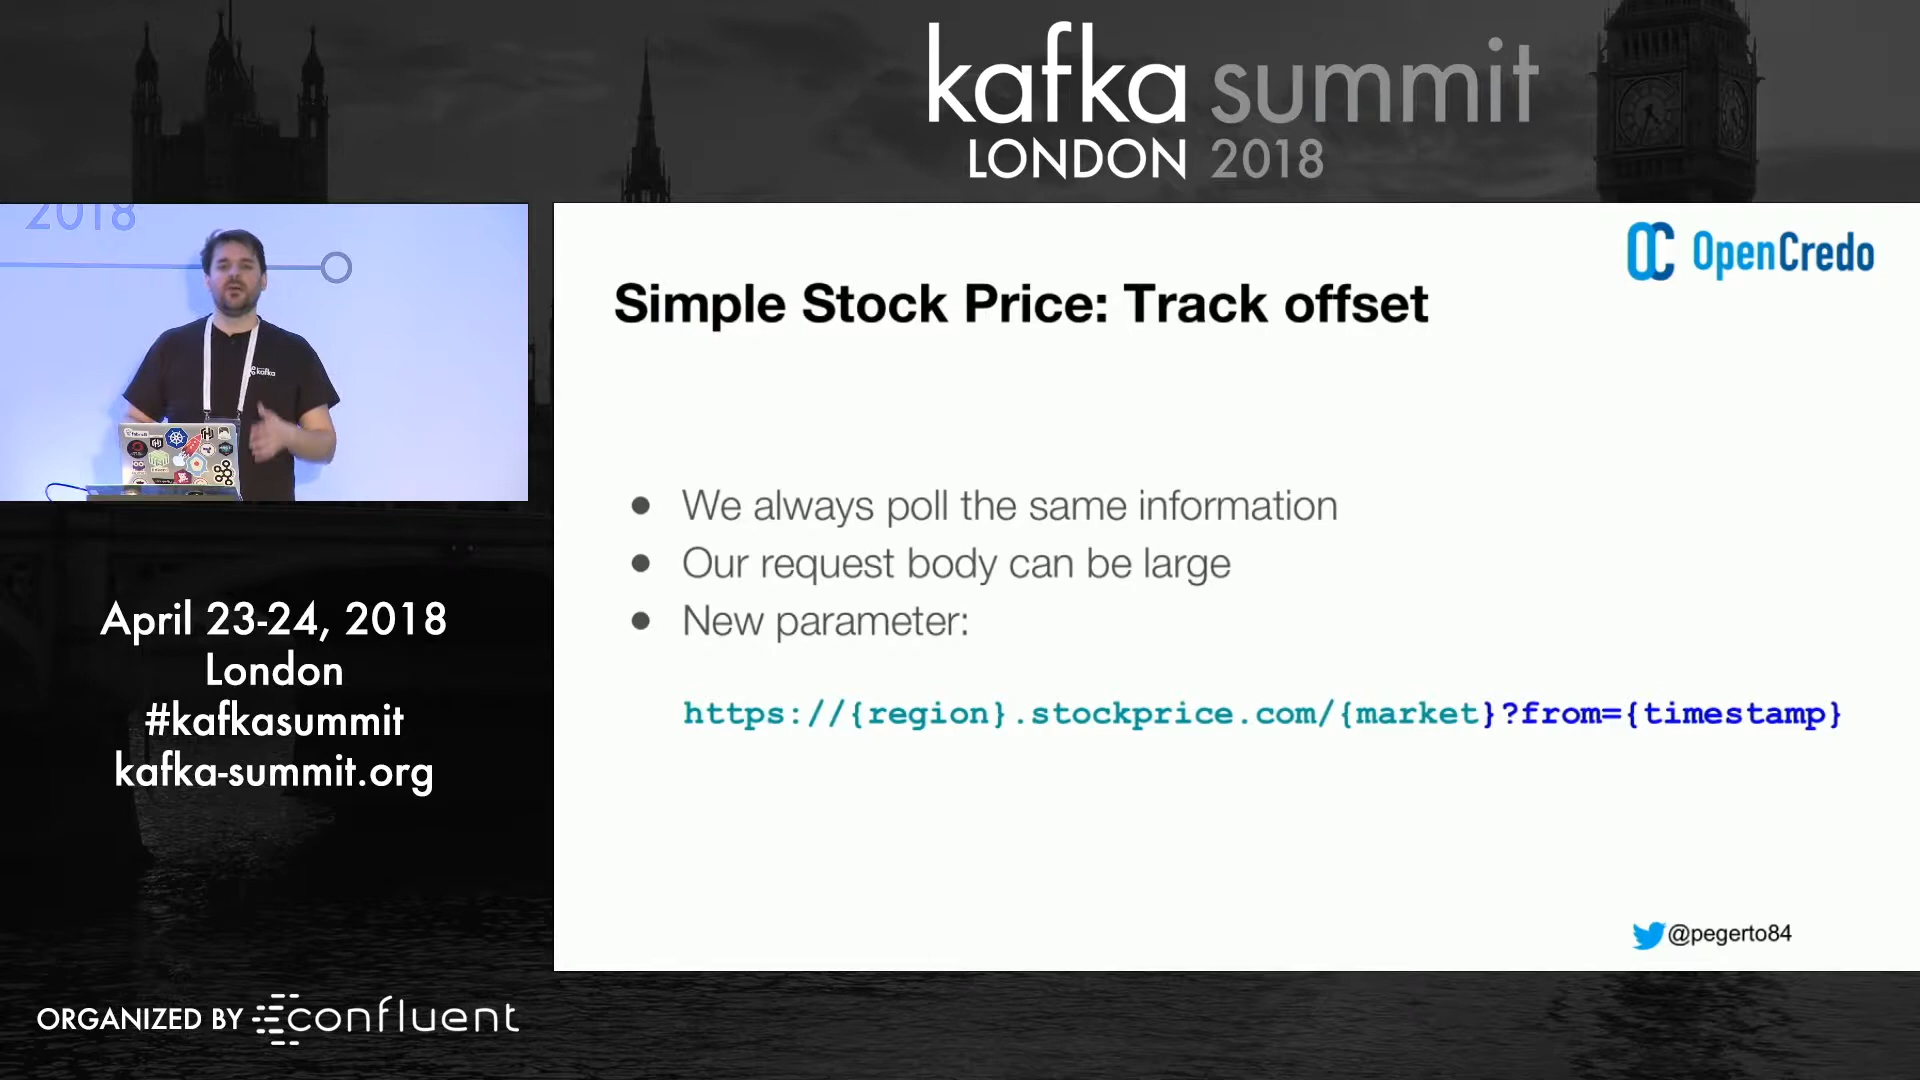 kafka summit
LONDON 2018
2018
kafka
OpenCredo
Simple Stock Price: Track offset
● We always poll the same information
● Our request body can be large
● New parameter:
https://{region}.stockprice.com/{market}?from={timestamp}
@pegerto84
April 23-24, 2018
London
#kafkasummit
kafka-summit.org
ORGANIZED BY confluent